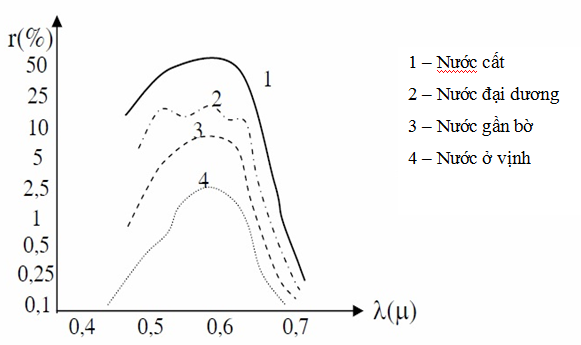 r(%)
50
25
10
5
2,5
1
0,5
0,25
0,1
0,4 0,5 0,6 0,7 λ(μ)
1
2
3
4
1 – Nước cất
2 – Nước đại dương
3 – Nước gần bờ
4 – Nước ở vịnh